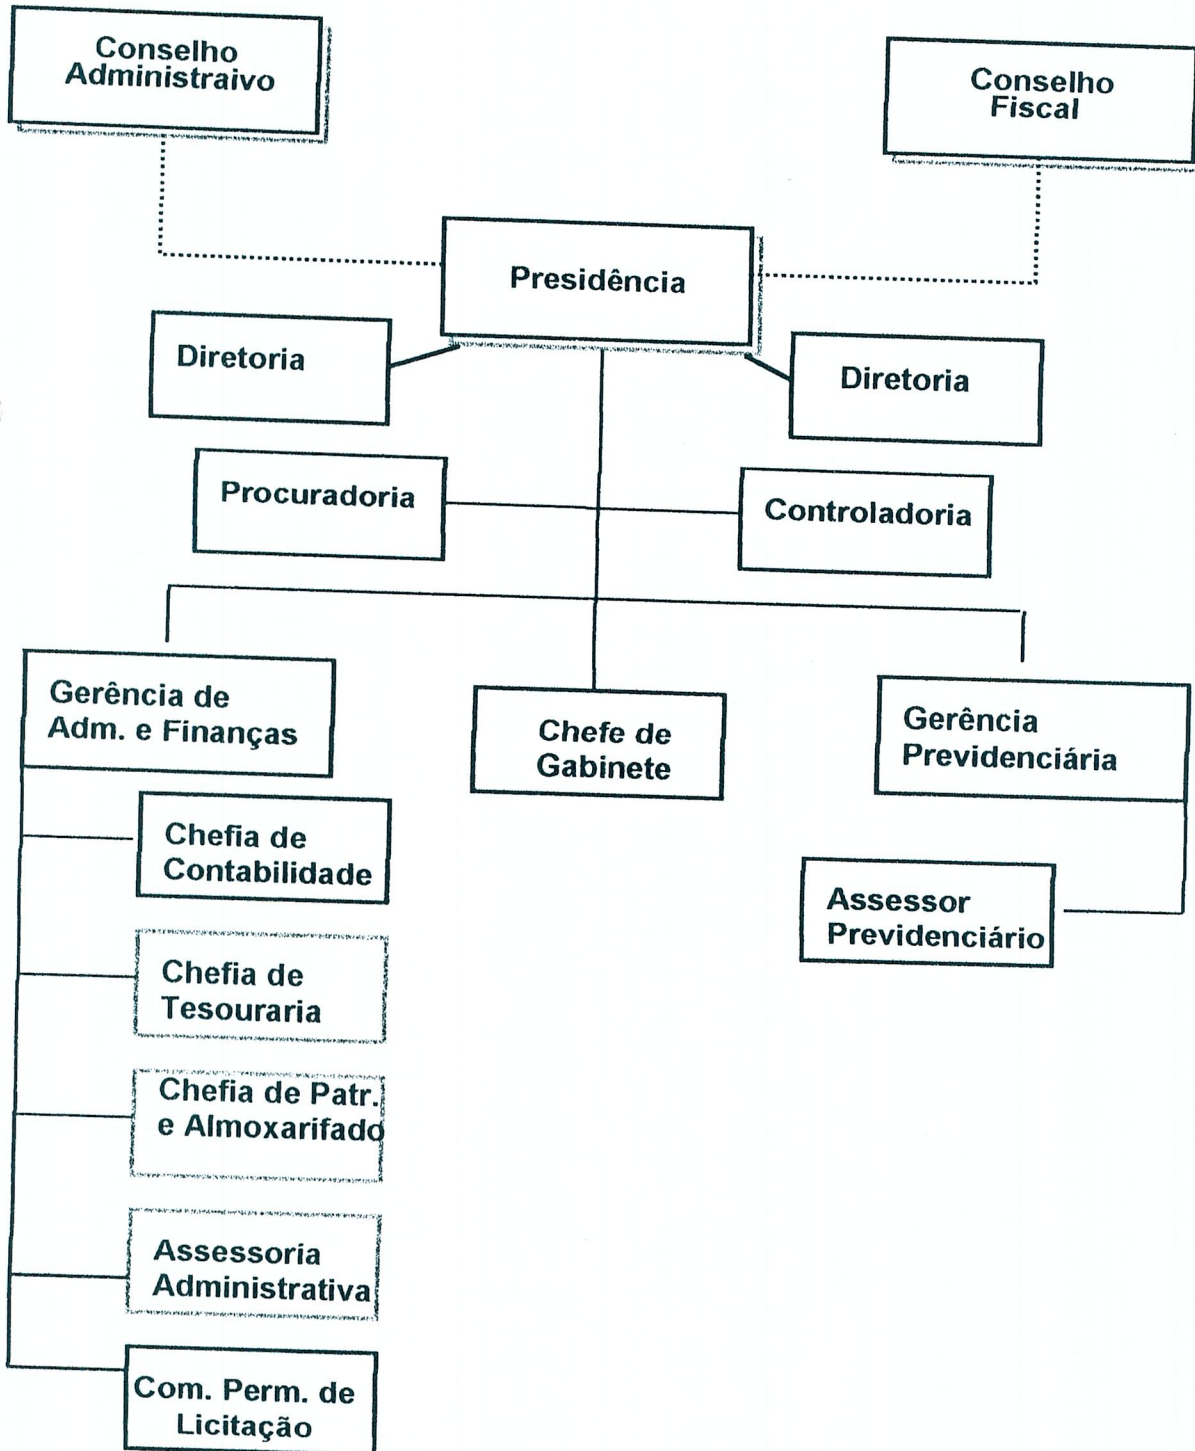 Conselho
Administraivo
Conselho
Fiscal
Presidência
Diretoria
Diretoria
Procuradoria
Controladoria
Gerência de
Adm. e Finanças
Chefe de
Gabinete
Gerência
Previdenciária
Chefia de
Contabilidade
Assessor
Previdenciário
Chefia de
Tesouraria
Chefia de Patr.
e Almoxarifado
Assessoria
Administrativa
Com. Perm. de
Licitação